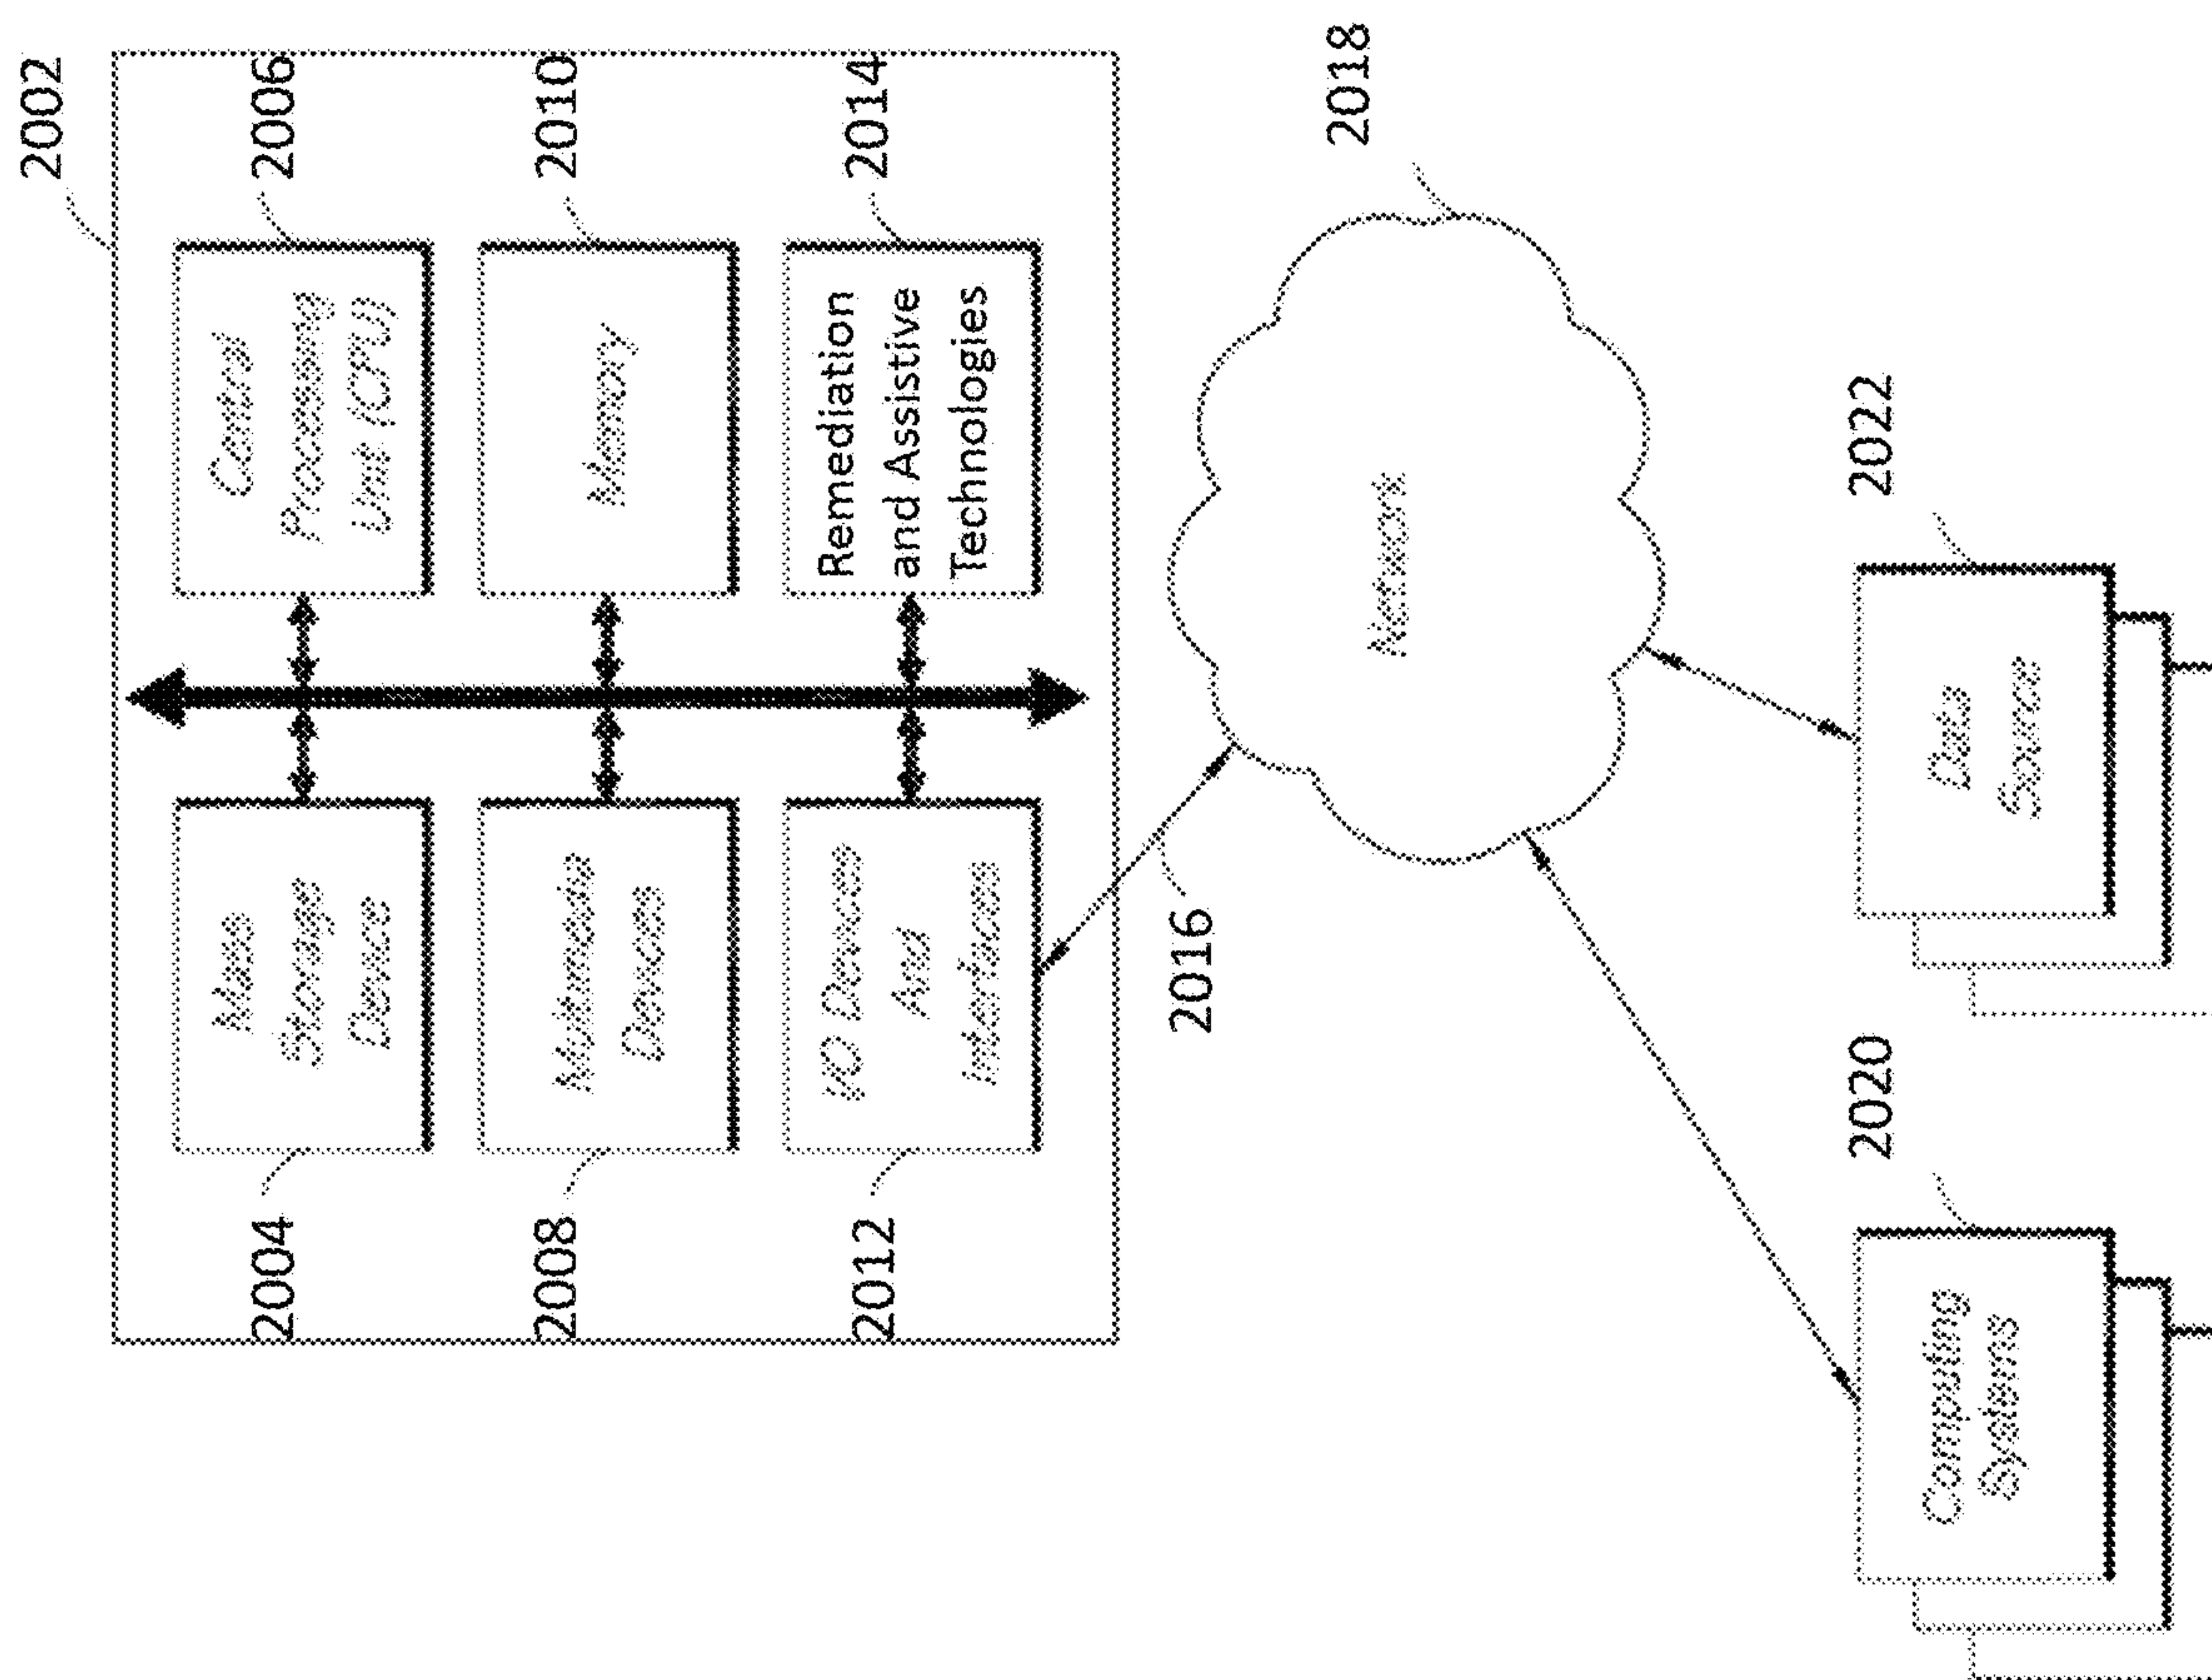 2002
2004
Mass
Storage
Device
Central
Processing
Unit (CPU)
2006
2008
Multimedia
Devices
Memory
2010
2012
I/O Devices
And
Interfaces
Remediation
and Assistive
Technologies
2014
2016
Network
2018
2020
Computing
Systems
2022
Data
Source